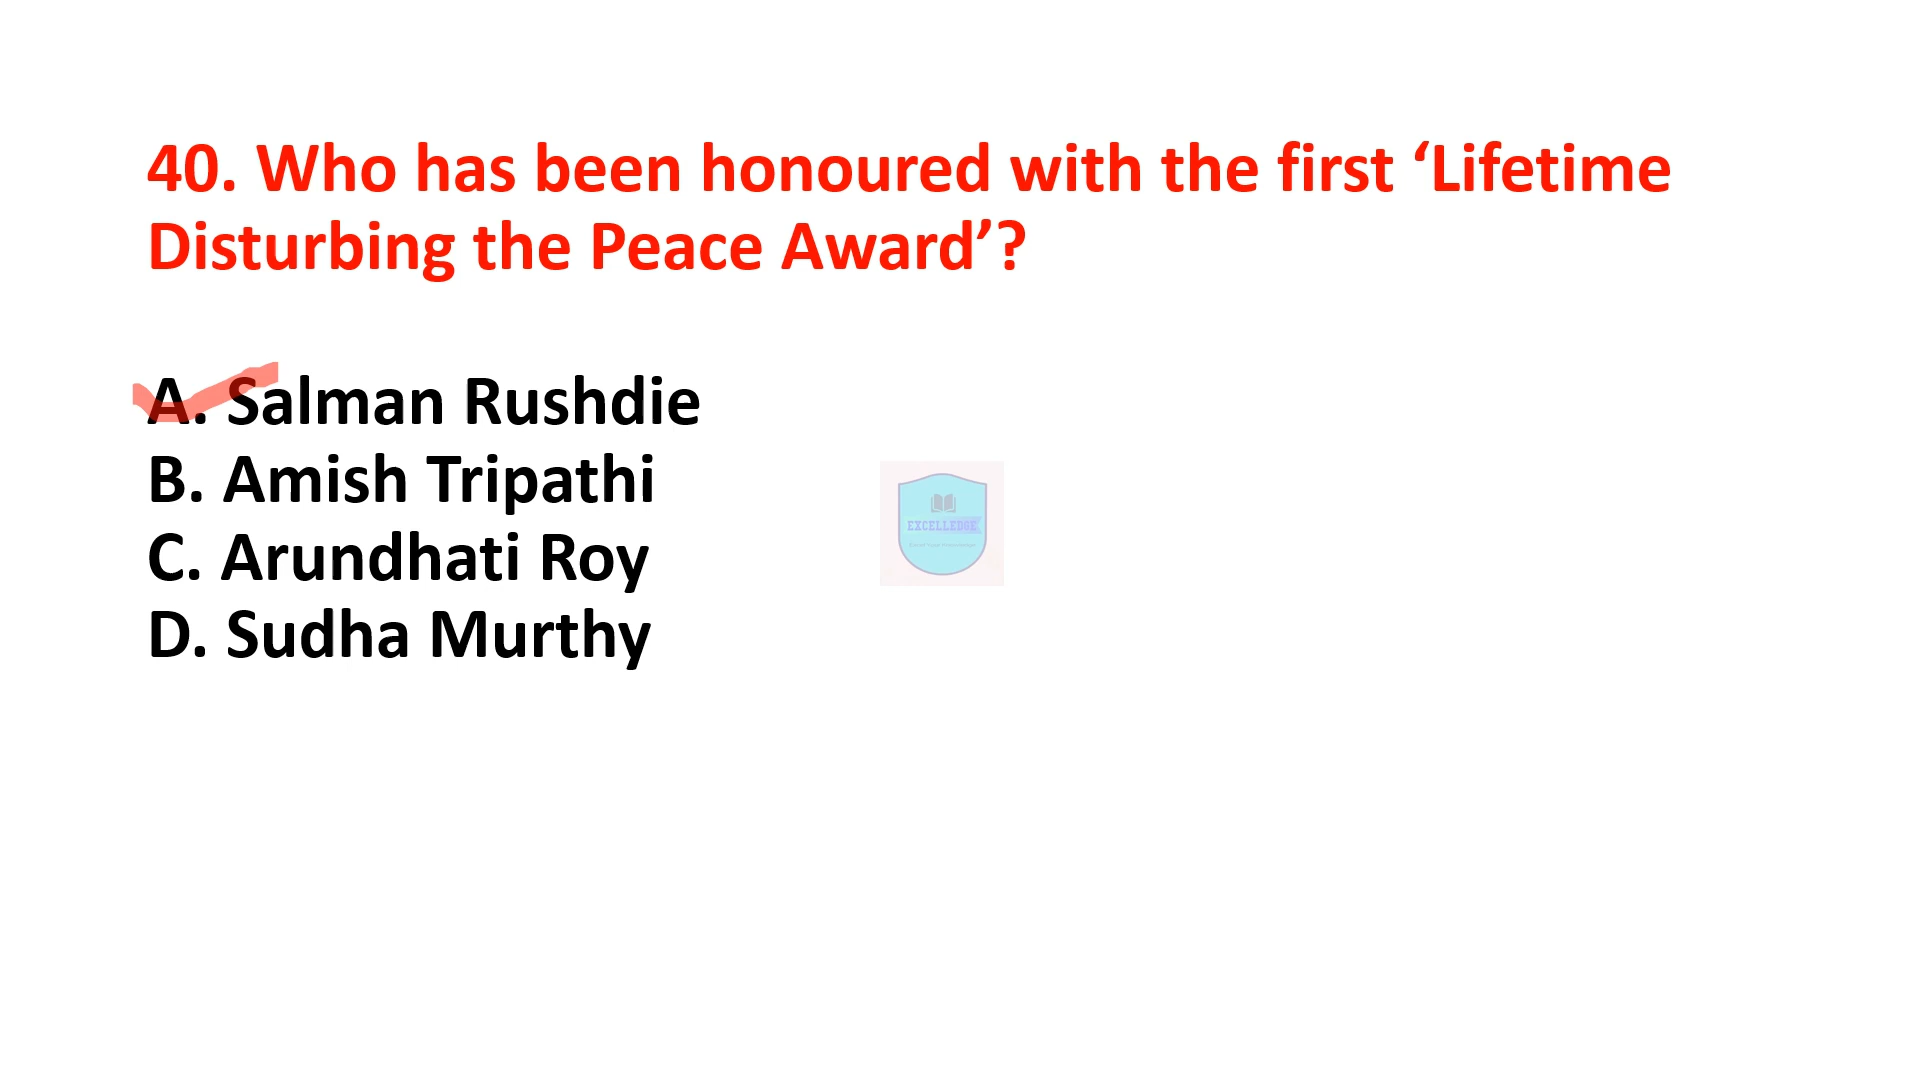 40. Who has been honoured with the first ‘Lifetime
Disturbing the Peace Award’?
A. Salman Rushdie
B. Amish Tripathi
C. Arundhati Roy
D. Sudha Murthy
EXCELLEDGE